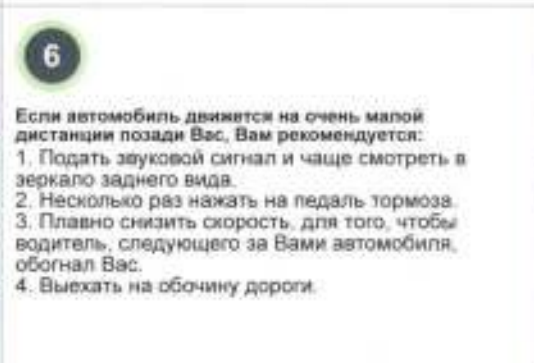 6
Если автомобиль движется на очень малой
дистанции позади Вас, Вам рекомендуется:
1. Подать звуковой сигнал и чаще смотреть в
зеркало заднего вида.
2. Несколько раз нажать на педаль тормоза.
3. Плавно снизить скорость, для того, чтобы
водитель, следующего за Вами автомобиля,
обогнал Вас.
4. Выехать на обочину дороги.